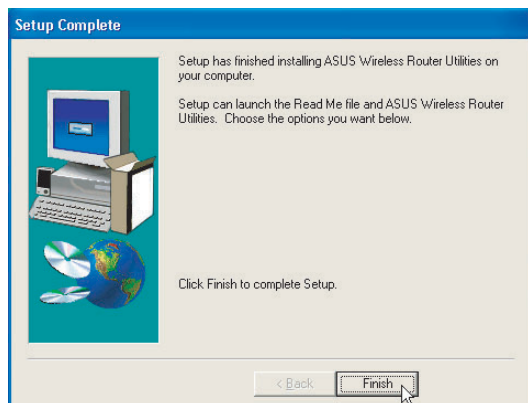 Setup Complete
Setup has finished installing ASUS Wireless Router Utilities on
your computer.
Setup can launch the Read Me file and ASUS Wireless Router
Utilities. Choose the options you want below.
Click Finish to complete Setup.
< Back
Finish